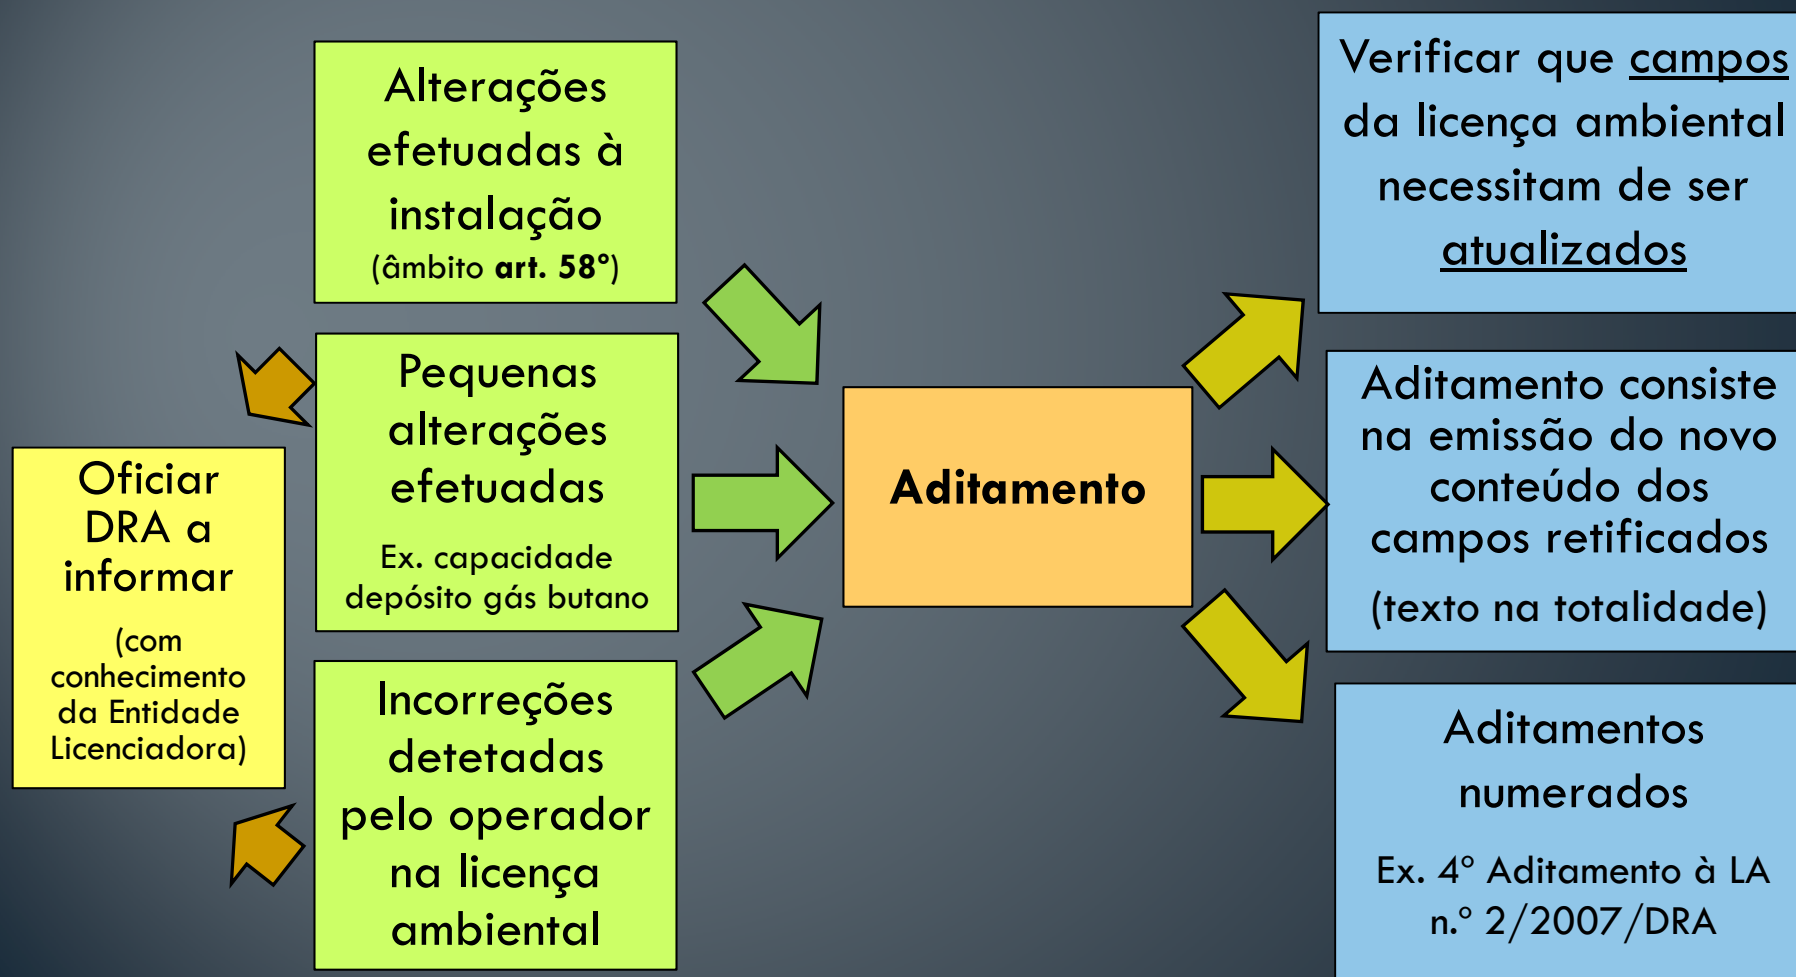 Alterações
efetuadas à
instalação
(âmbito art. 58º)
Pequenas
alterações
efetuadas
Ex. capacidade
depósito gás butano
Incorreções
detetadas
pelo operador
na licença
ambiental
Oficiar
DRA a
informar
(com
conhecimento
da Entidade
Licenciadora)
Aditamento
Verificar que campos
da licença ambiental
necessitam de ser
atualizados
Aditamento consiste
na emissão do novo
conteúdo dos
campos retificados
(texto na totalidade)
Aditamentos
numerados
Ex. 4º Aditamento à LA
n.º 2/2007/DRA